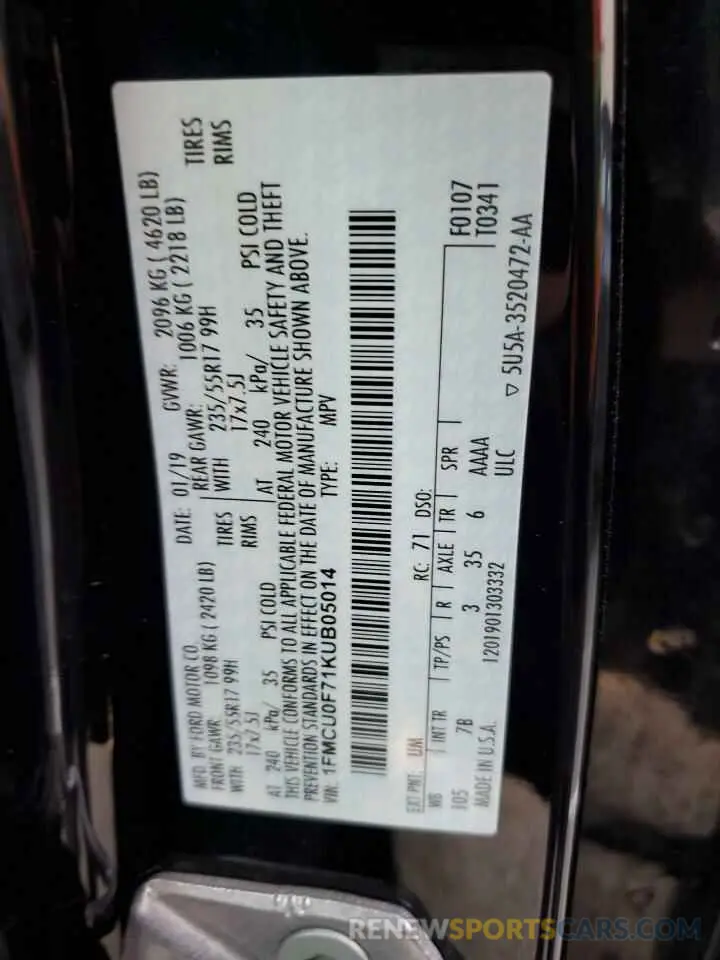 MFD. BY FORD MOTOR CO. DATE: 01/19 GVWR: 2096 KG ( 4620 LB)
FRONT GAWR: 1098 KG ( 2420 LB) REAR GAWR: 1006 KG ( 2218 LB)
WITH 235/55R17 99H TIRES WITH 235/55R17 99H TIRES
17x7.5J RIMS 17x7.5J RIMS
AT 240 kPa/ 35 PSI COLD AT 240 kPa/ 35 PSI COLD
THIS VEHICLE CONFORMS TO ALL APPLICABLE FEDERAL MOTOR VEHICLE SAFETY AND THEFT
PREVENTION STANDARDS IN EFFECT ON THE DATE OF MANUFACTURE SHOWN ABOVE.
VIN: 1FMCU0F71KUB05014 TYPE: MPV
EXT PNT: UM RC: 71 DSO: F0107
WB INT TR TP/PS R AXLE TR SPR T0341
105 7B 3 35 6 AAAA
MADE IN U.S.A. 1201901303332 ULC ▽ 5U5A-3520472-AA
RENEWSPORTSCARS.COM